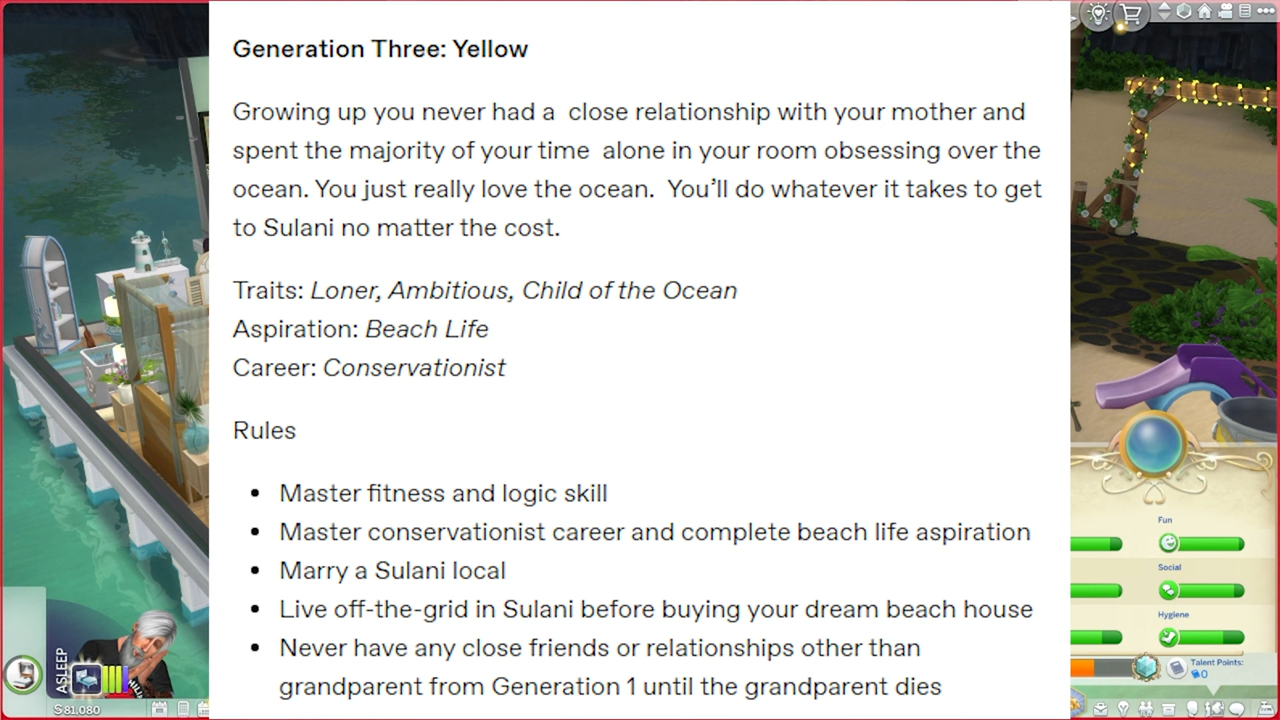 Generation Three: Yellow
Growing up you never had a  close relationship with your mother and
spent the majority of your time  alone in your room obsessing over the
ocean. You just really love the ocean.  You’ll do whatever it takes to get
to Sulani no matter the cost.
Traits: Loner, Ambitious, Child of the Ocean
Aspiration: Beach Life
Career: Conservationist
Rules
• Master fitness and logic skill
• Master conservationist career and complete beach life aspiration
• Marry a Sulani local
• Live off-the-grid in Sulani before buying your dream beach house
• Never have any close friends or relationships other than
grandparent from Generation 1 until the grandparent dies
Fun
Social
Hygiene
Talent Points:
0
ASLEEP
§81,080